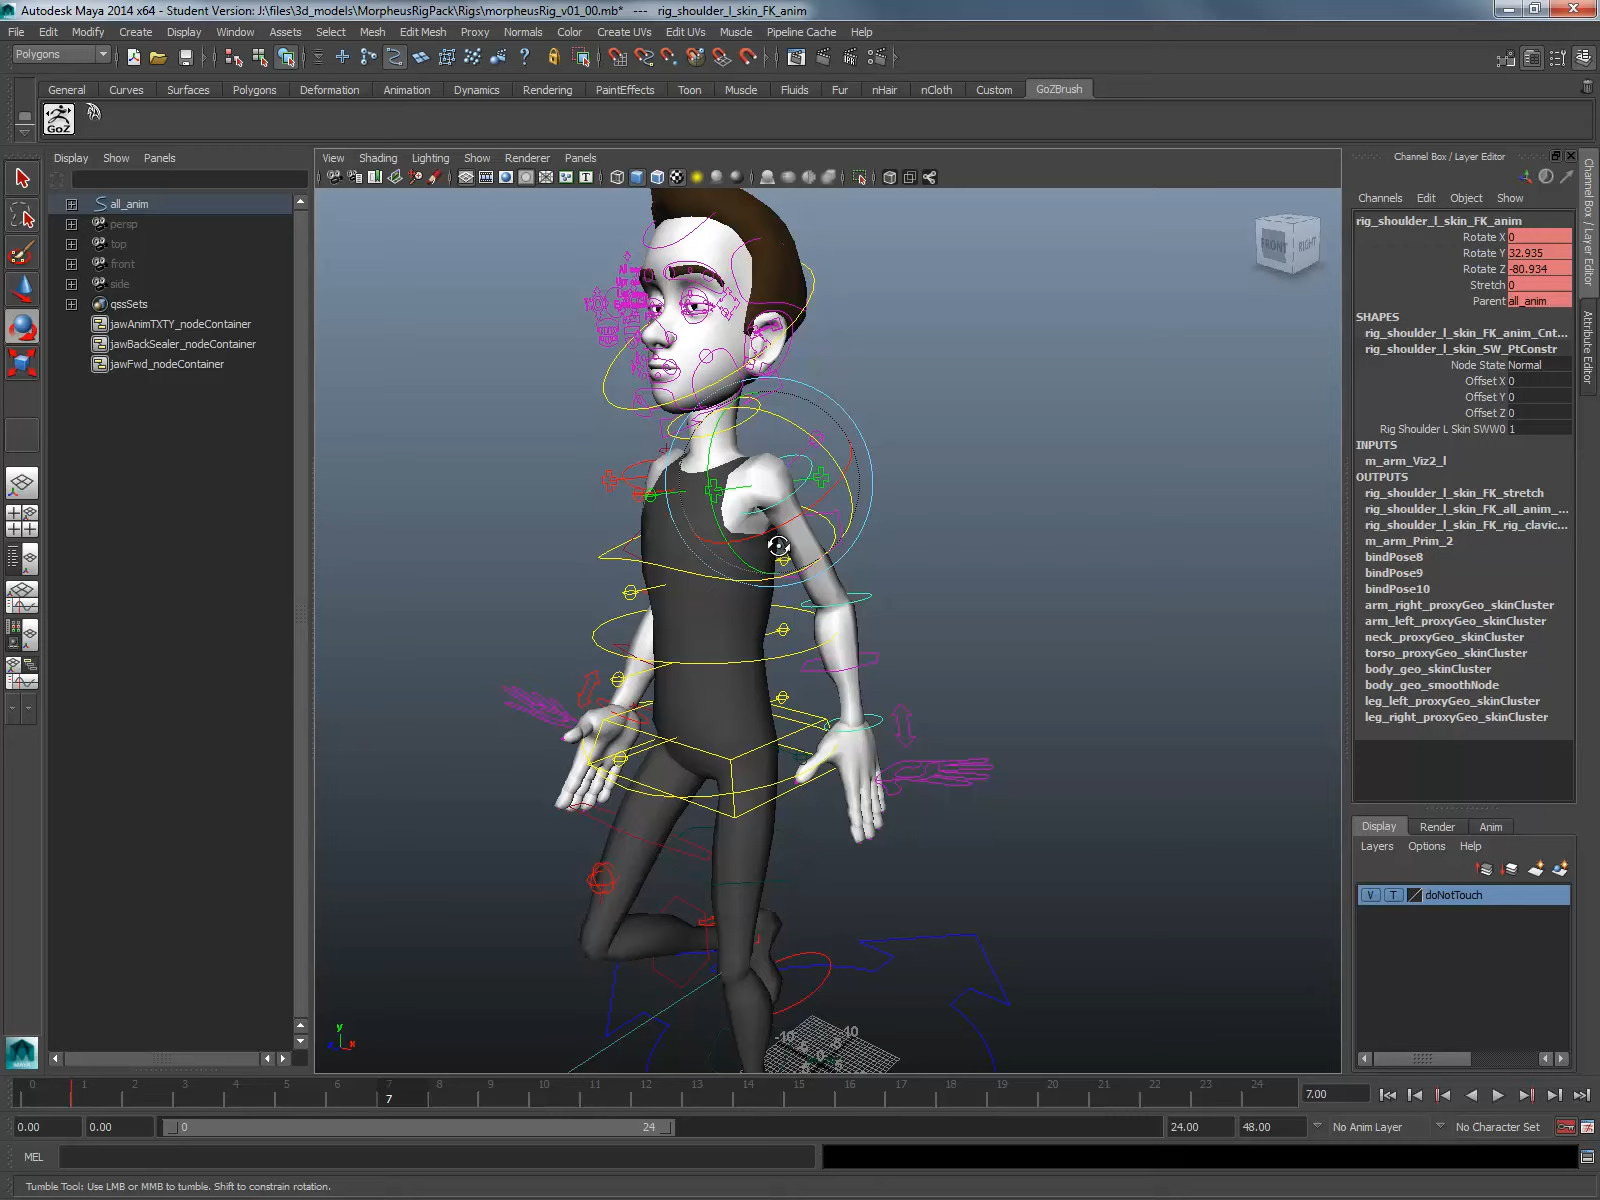 Autodesk Maya 2014 x64 - Student Version: J:\files\3d_models\MorpheusRigPack\Rigs\morpheusRig_v01_00.mb* --- rig_shoulder_l_skin_FK_anim
File Edit Modify Create Display Window Assets Select Mesh Edit Mesh Proxy Normals Color Create UVs Edit UVs Muscle Pipeline Cache Help
Polygons
General Curves Surfaces Polygons Deformation Animation Dynamics Rendering PaintEffects Toon Muscle Fluids Fur nHair nCloth Custom GoZBrush
GoZ
Display Show Panels
all_anim
persp
top
front
side
qssSets
jawAnimTXTY_nodeContainer
jawBackSealer_nodeContainer
jawFwd_nodeContainer
View Shading Lighting Show Renderer Panels
FRONT RIGHT
y
x
-10 10
0
Channel Box / Layer Editor
Channels Edit Object Show
rig_shoulder_l_skin_FK_anim
Rotate X 0
Rotate Y 32.935
Rotate Z -80.934
Stretch 0
Parent all_anim
SHAPES
rig_shoulder_l_skin_FK_anim_Cnt...
rig_shoulder_l_skin_SW_PtConstr
Node State Normal
Offset X 0
Offset Y 0
Offset Z 0
Rig Shoulder L Skin SWW0 1
INPUTS
m_arm_Viz2_l
OUTPUTS
rig_shoulder_l_skin_FK_stretch
rig_shoulder_l_skin_FK_all_anim_...
rig_shoulder_l_skin_FK_rig_clavic...
m_arm_Prim_2
bindPose8
bindPose9
bindPose10
arm_right_proxyGeo_skinCluster
arm_left_proxyGeo_skinCluster
neck_proxyGeo_skinCluster
torso_proxyGeo_skinCluster
body_geo_skinCluster
body_geo_smoothNode
leg_left_proxyGeo_skinCluster
leg_right_proxyGeo_skinCluster
Display Render Anim
Layers Options Help
V T doNotTouch
Channel Box / Layer Editor
Attribute Editor
0 1 2 3 4 5 6 7 8 9 10 11 12 13 14 15 16 17 18 19 20 21 22 23 24
7
7.00
0.00 0.00 0 24 24.00 48.00 No Anim Layer No Character Set
MEL
Tumble Tool: Use LMB or MMB to tumble. Shift to constrain rotation.